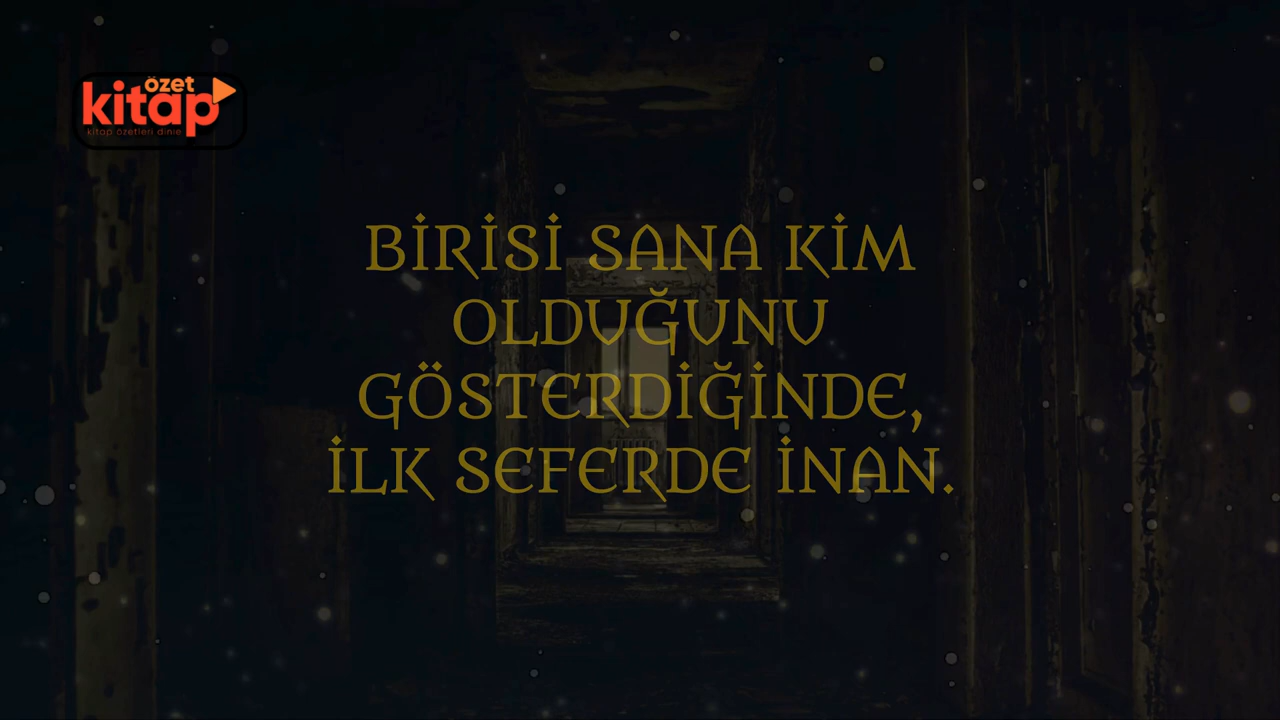 özet
kitap
kitap özetleri dinle
BİRİSİ SANA KİM
OLDUĞUNU
GÖSTERDİĞİNDE,
İLK SEFERDE İNAN.